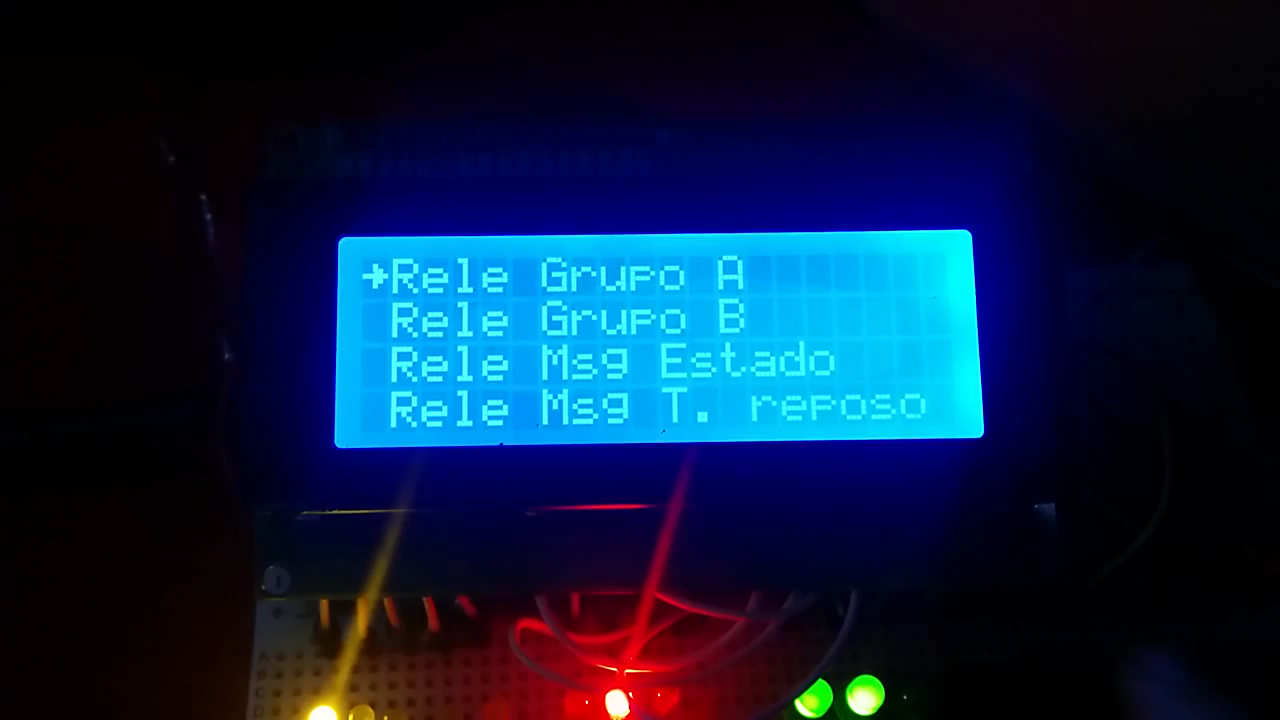 →Rele Grupo A
Rele Grupo B
Rele Msg Estado
Rele Msg T. reposo